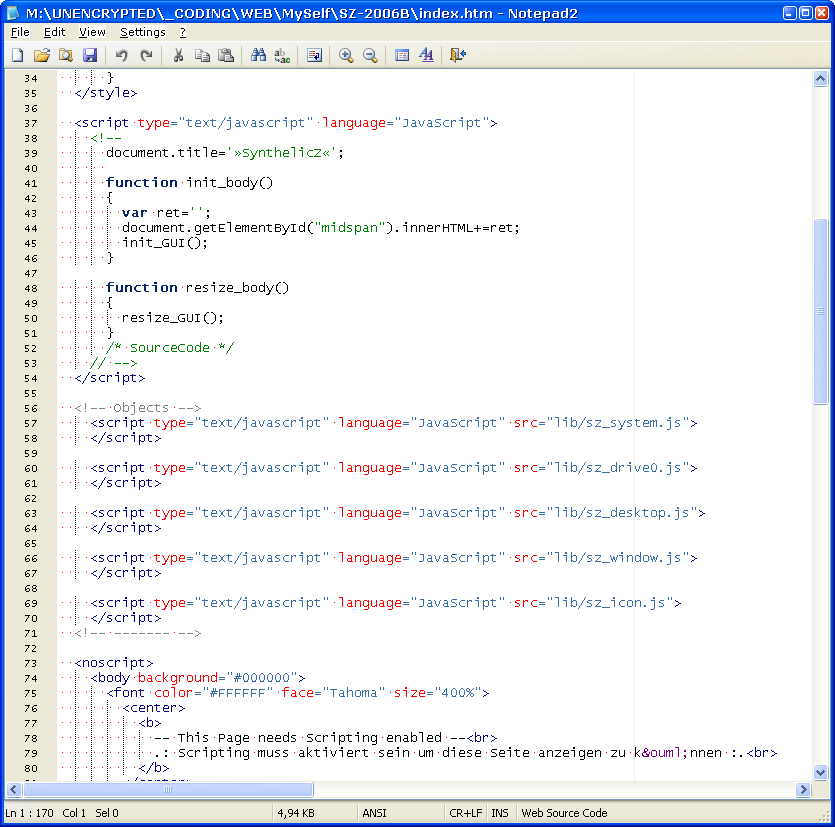 M:\UNENCRYPTED\_CODING\WEB\MySelf\SZ-2006B\index.htm - Notepad2
File Edit View Settings ?
34 }
35 </style>
36
37 <script type="text/javascript" language="JavaScript">
38 <!--
39 document.title='»SynthelicZ«';
40
41 function init_body()
42 {
43 var ret='';
44 document.getElementById("midspan").innerHTML+=ret;
45 init_GUI();
46 }
47
48 function resize_body()
49 {
50 resize_GUI();
51 }
52 /* SourceCode */
53 // -->
54 </script>
55
56 <!-- Objects -->
57 <script type="text/javascript" language="JavaScript" src="lib/sz_system.js">
58 </script>
59
60 <script type="text/javascript" language="JavaScript" src="lib/sz_drive0.js">
61 </script>
62
63 <script type="text/javascript" language="JavaScript" src="lib/sz_desktop.js">
64 </script>
65
66 <script type="text/javascript" language="JavaScript" src="lib/sz_window.js">
67 </script>
68
69 <script type="text/javascript" language="JavaScript" src="lib/sz_icon.js">
70 </script>
71 <!-- ------- -->
72
73 <noscript>
74 <body background="#000000">
75 <font color="#FFFFFF" face="Tahoma" size="400%">
76 <center>
77 <b>
78 -- This Page needs Scripting enabled --<br>
79 .: Scripting muss aktiviert sein um diese Seite anzeigen zu k&ouml;nnen :.<br>
80 </b>
Ln 1 : 170 Col 1 Sel 0 4,94 KB ANSI CR+LF INS Web Source Code